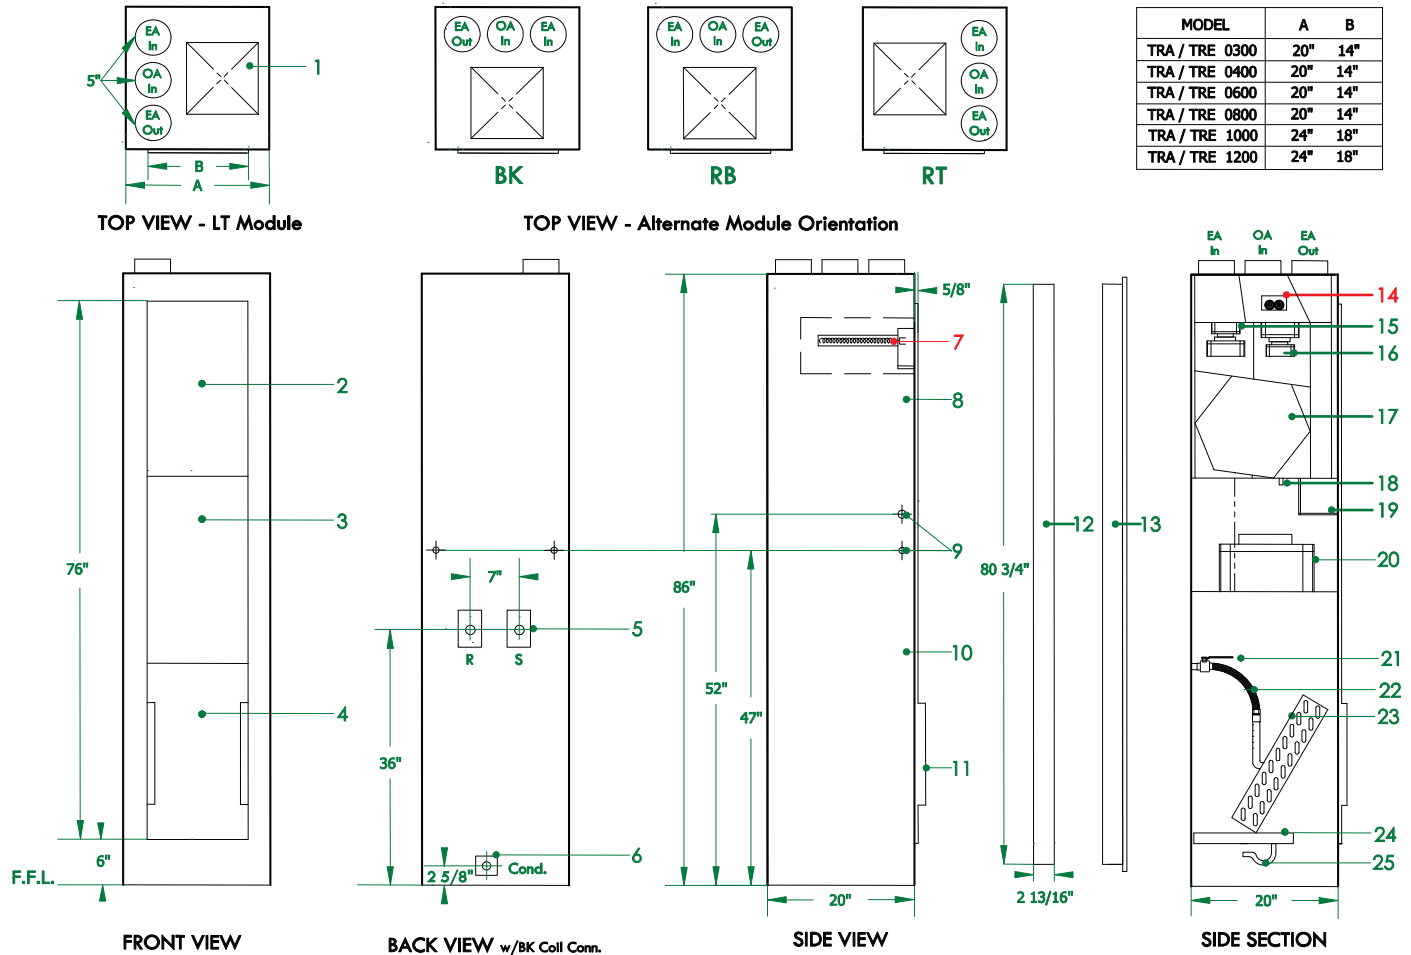 EA
In
OA
In
EA
Out
5"
1
B
A
TOP VIEW - LT Module
EA
Out
OA
In
EA
In
BK
EA
In
OA
In
EA
Out
RB
EA
In
OA
In
EA
Out
RT
TOP VIEW - Alternate Module Orientation
MODEL A B
TRA / TRE 0300 20" 14"
TRA / TRE 0400 20" 14"
TRA / TRE 0600 20" 14"
TRA / TRE 0800 20" 14"
TRA / TRE 1000 24" 18"
TRA / TRE 1200 24" 18"
2
3
4
76"
6"
F.F.L.
FRONT VIEW
7"
5
R S
36"
6
2 5/8"
Cond.
BACK VIEW w/BK Coil Conn.
5/8"
7
8
9
10
11
86"
52"
47"
20"
SIDE VIEW
12
13
80 3/4"
2 13/16"
EA
In
OA
In
EA
Out
14
15
16
17
18
19
20
21
22
23
24
25
20"
SIDE SECTION